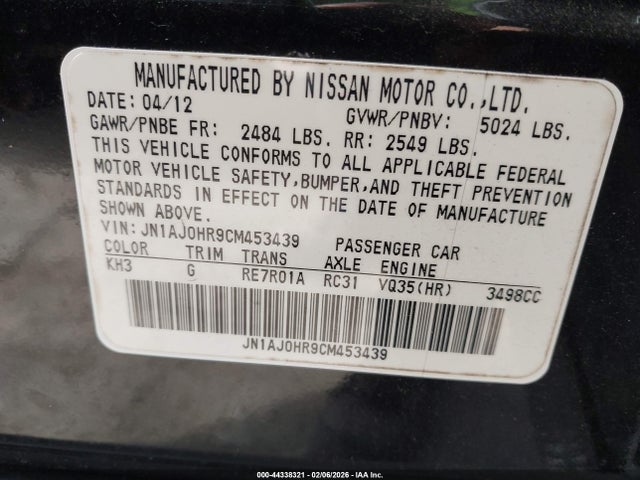 MANUFACTURED BY NISSAN MOTOR CO.,LTD.
DATE: 04/12 GVWR/PNBV: 5024 LBS.
GAWR/PNBE FR: 2484 LBS. RR: 2549 LBS.
THIS VEHICLE CONFORMS TO ALL APPLICABLE FEDERAL
MOTOR VEHICLE SAFETY,BUMPER,AND THEFT PREVENTION
STANDARDS IN EFFECT ON THE DATE OF MANUFACTURE
SHOWN ABOVE.
VIN: JN1AJ0HR9CM453439 PASSENGER CAR
COLOR TRIM TRANS AXLE ENGINE
KH3 G RE7R01A RC31 VQ35(HR) 3498CC
JN1AJ0HR9CM453439
000-44338321 - 02/06/2026 - IAA Inc.